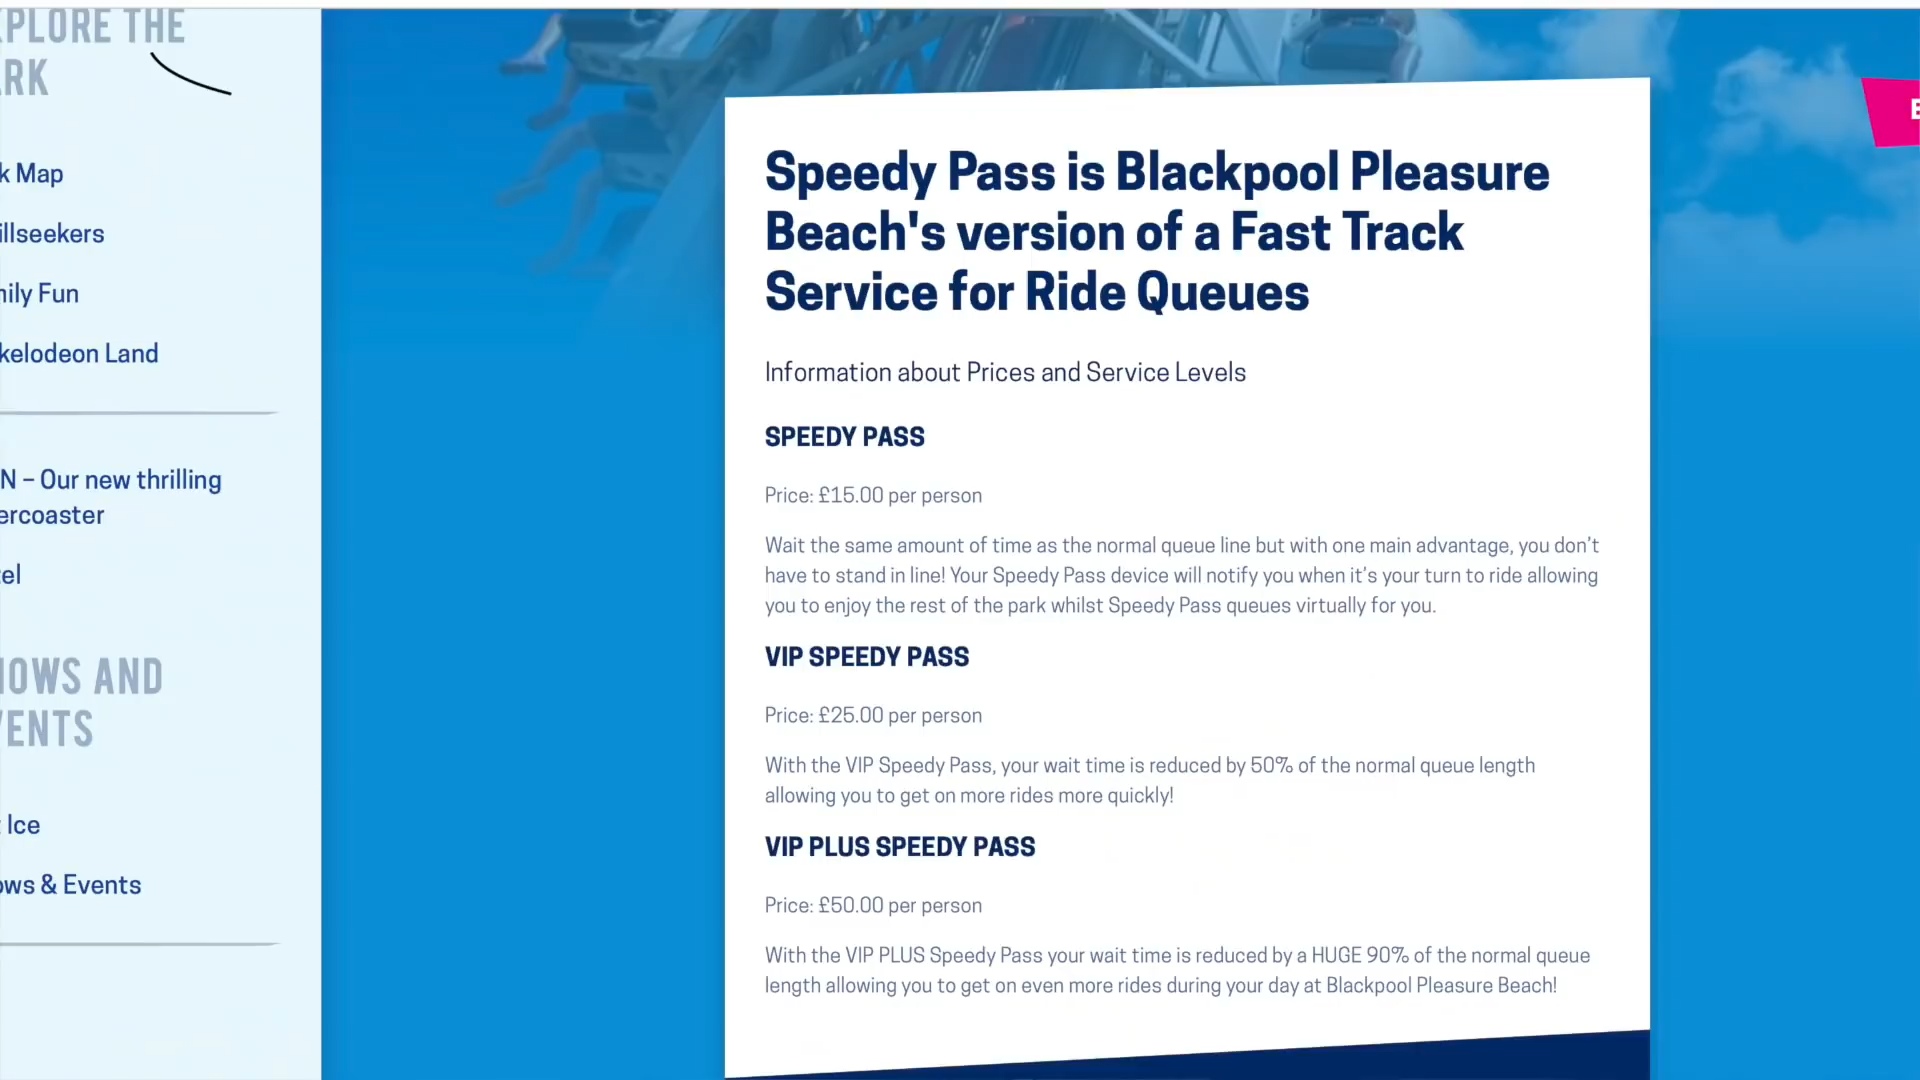 PLORE THE
RK
k Map
illseekers
ily Fun
kelodeon Land
N – Our new thrilling
ercoaster
el
OWS AND
ENTS
Ice
ows & Events
Speedy Pass is Blackpool Pleasure
Beach's version of a Fast Track
Service for Ride Queues
Information about Prices and Service Levels
SPEEDY PASS
Price: £15.00 per person
Wait the same amount of time as the normal queue line but with one main advantage, you don’t
have to stand in line! Your Speedy Pass device will notify you when it’s your turn to ride allowing
you to enjoy the rest of the park whilst Speedy Pass queues virtually for you.
VIP SPEEDY PASS
Price: £25.00 per person
With the VIP Speedy Pass, your wait time is reduced by 50% of the normal queue length
allowing you to get on more rides more quickly!
VIP PLUS SPEEDY PASS
Price: £50.00 per person
With the VIP PLUS Speedy Pass your wait time is reduced by a HUGE 90% of the normal queue
length allowing you to get on even more rides during your day at Blackpool Pleasure Beach!